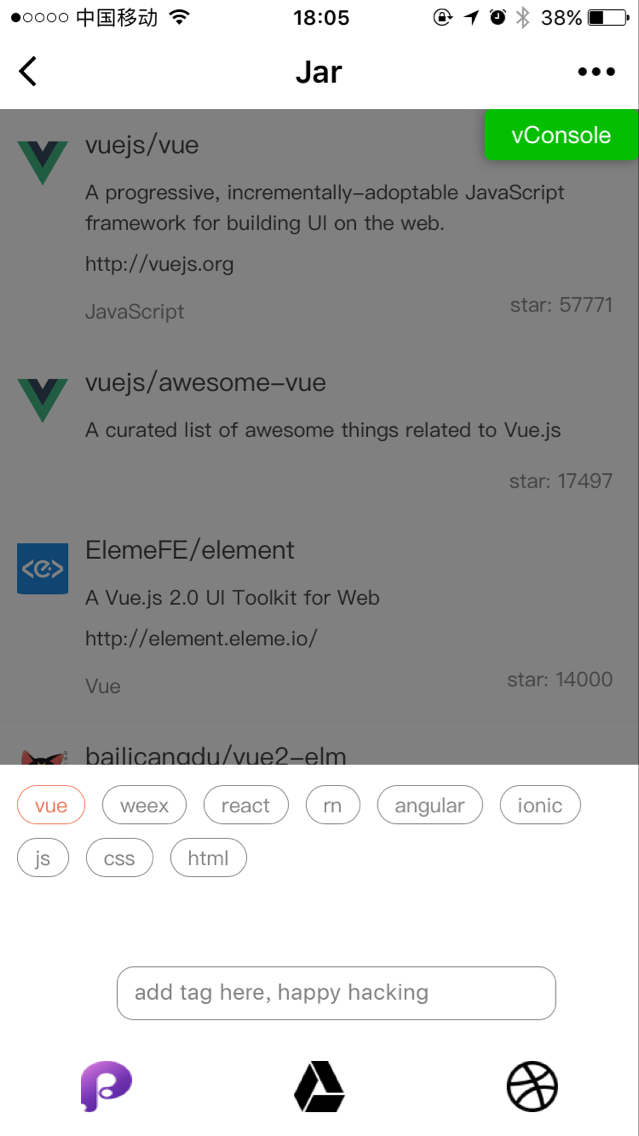 中国移动 18:05 38%
Jar
vConsole
vuejs/vue
A progressive, incrementally-adoptable JavaScript
framework for building UI on the web.
http://vuejs.org
JavaScript star: 57771
vuejs/awesome-vue
A curated list of awesome things related to Vue.js
star: 17497
ElemeFE/element
A Vue.js 2.0 UI Toolkit for Web
http://element.eleme.io/
Vue star: 14000
bailicangdu/vue2-elm
vue weex react rn angular ionic
js css html
add tag here, happy hacking